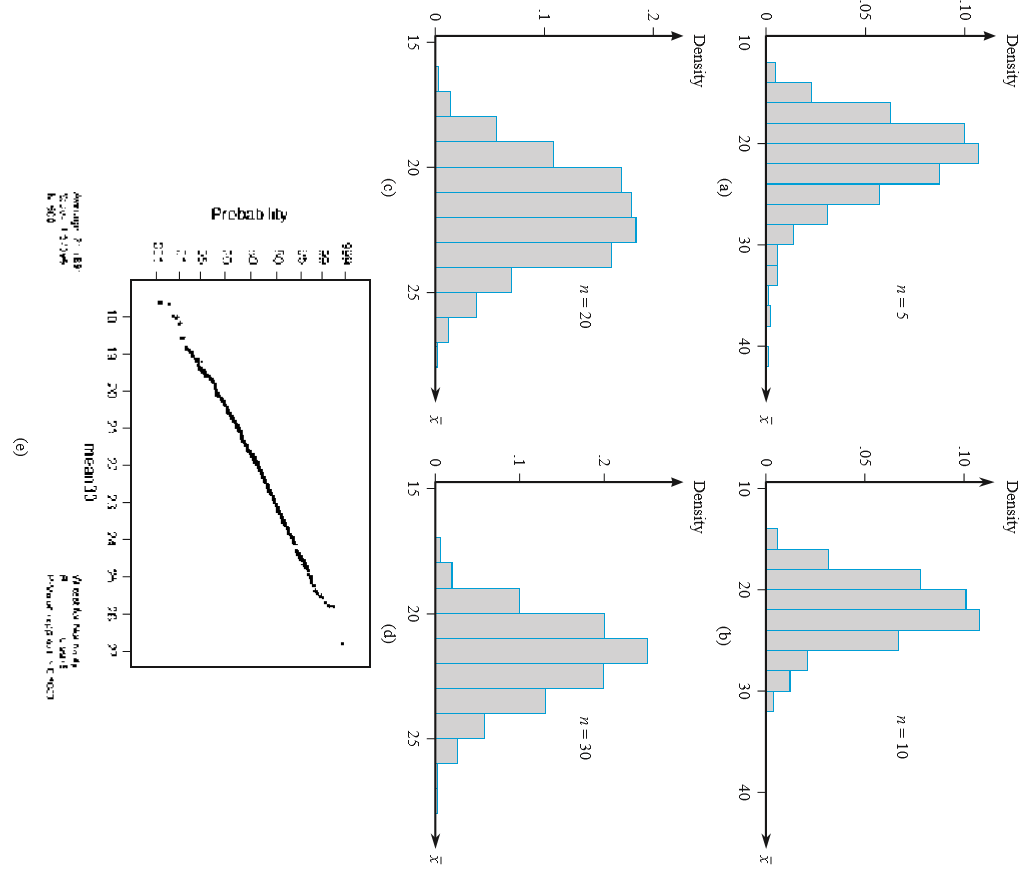 Density
.10
n = 5
.05
0
10 20 30 40 x̄
(a)
Density
.10
n = 10
.05
0
10 20 30 40 x̄
(b)
Density
.2
n = 20
.1
0
15 20 25 x̄
(c)
Density
.2
n = 30
.1
0
15 20 25 x̄
(d)
Probability
18 19 20 21 22 23 24 25 26 27
(e)